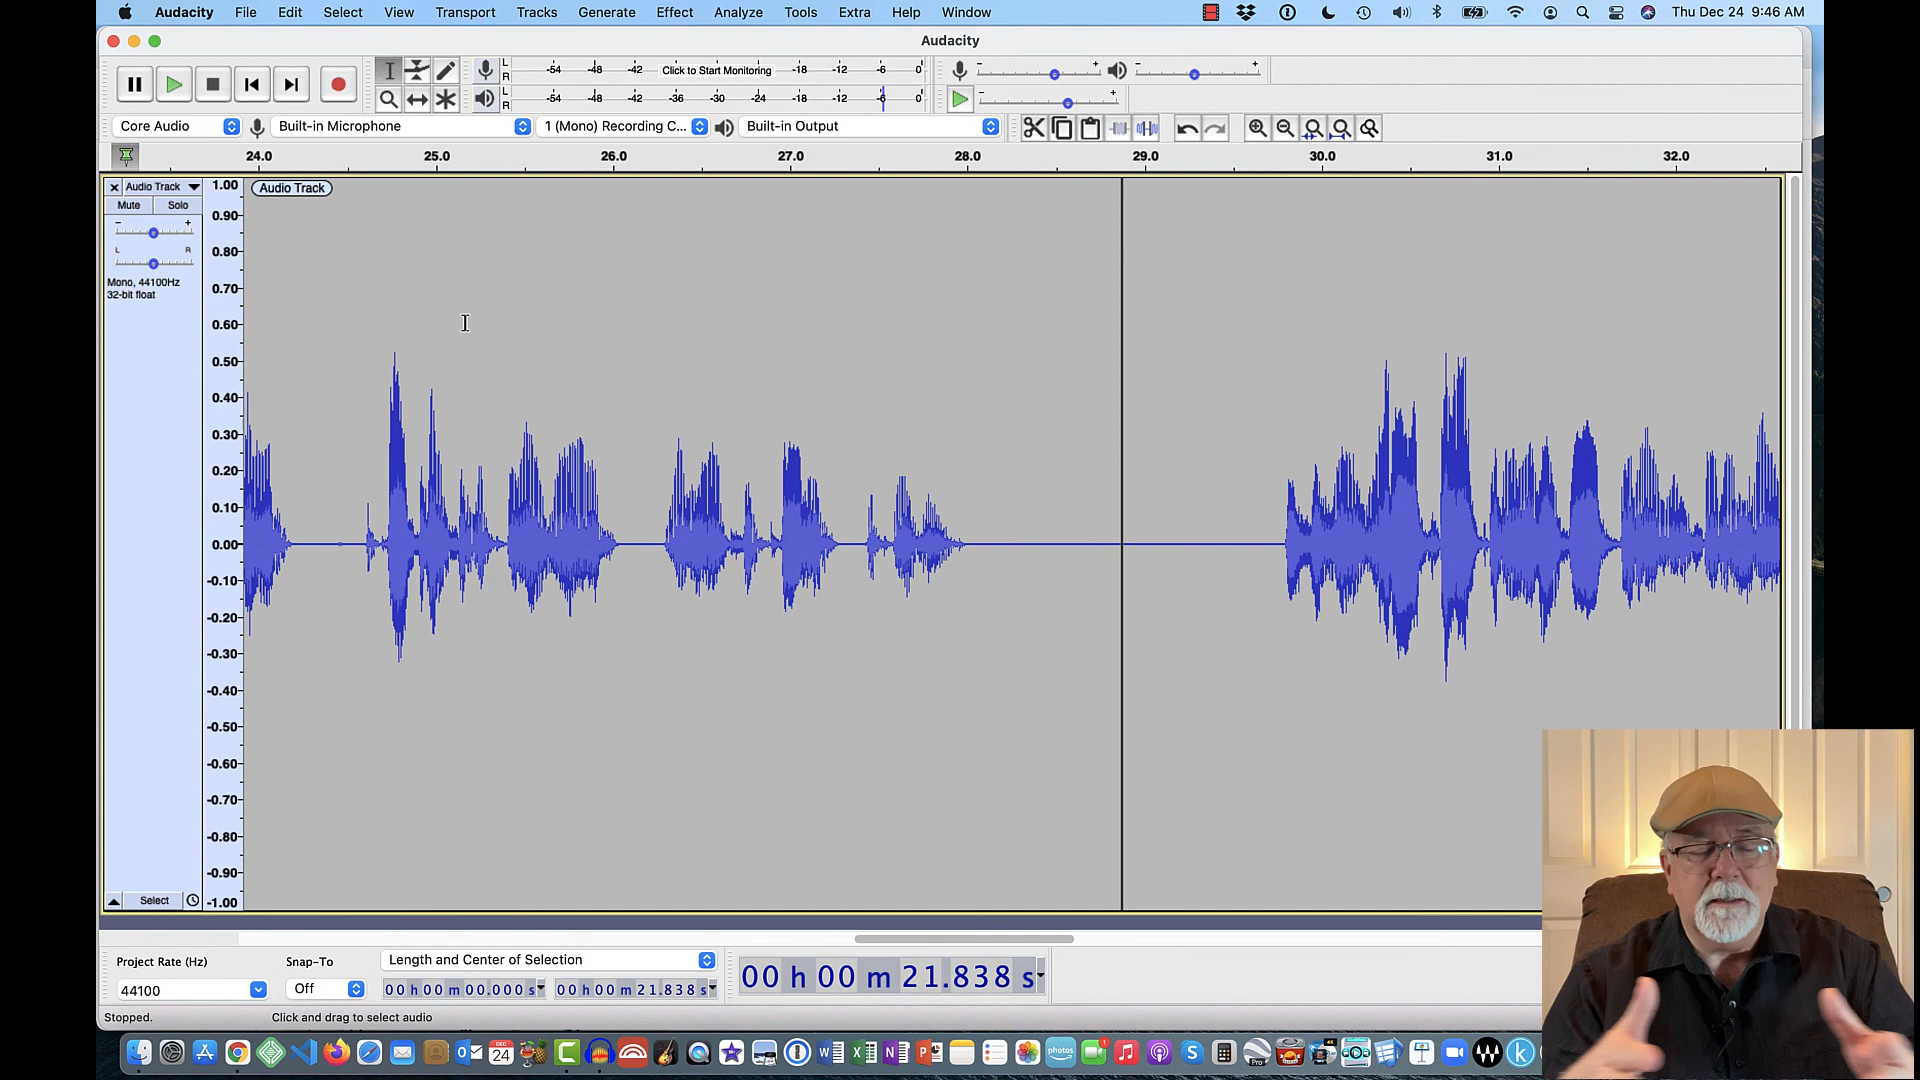 Audacity File Edit Select View Transport Tracks Generate Effect Analyze Tools Extra Help Window Thu Dec 24 9:46 AM
Audacity
L -54 -48 -42 Click to Start Monitoring -18 -12 -6 0 - +  - +
R
L -54 -48 -42 -36 -30 -24 -18 -12 -6 0 - +
R
Core Audio Built-in Microphone 1 (Mono) Recording C... Built-in Output
24.0 25.0 26.0 27.0 28.0 29.0 30.0 31.0 32.0
Audio Track 1.00 Audio Track
Mute Solo
- + 0.90
L R 0.80
Mono, 44100Hz 0.70
32-bit float
0.60
0.50
0.40
0.30
0.20
0.10
0.00
-0.10
-0.20
-0.30
-0.40
-0.50
-0.60
-0.70
-0.80
-0.90
Select -1.00
Project Rate (Hz) Snap-To Length and Center of Selection
44100 Off 00 h 00 m 00.000 s 00 h 00 m 21.838 s 00 h 00 m 21.838 s
Stopped. Click and drag to select audio
DEC
24
photos
1
Pro
4K